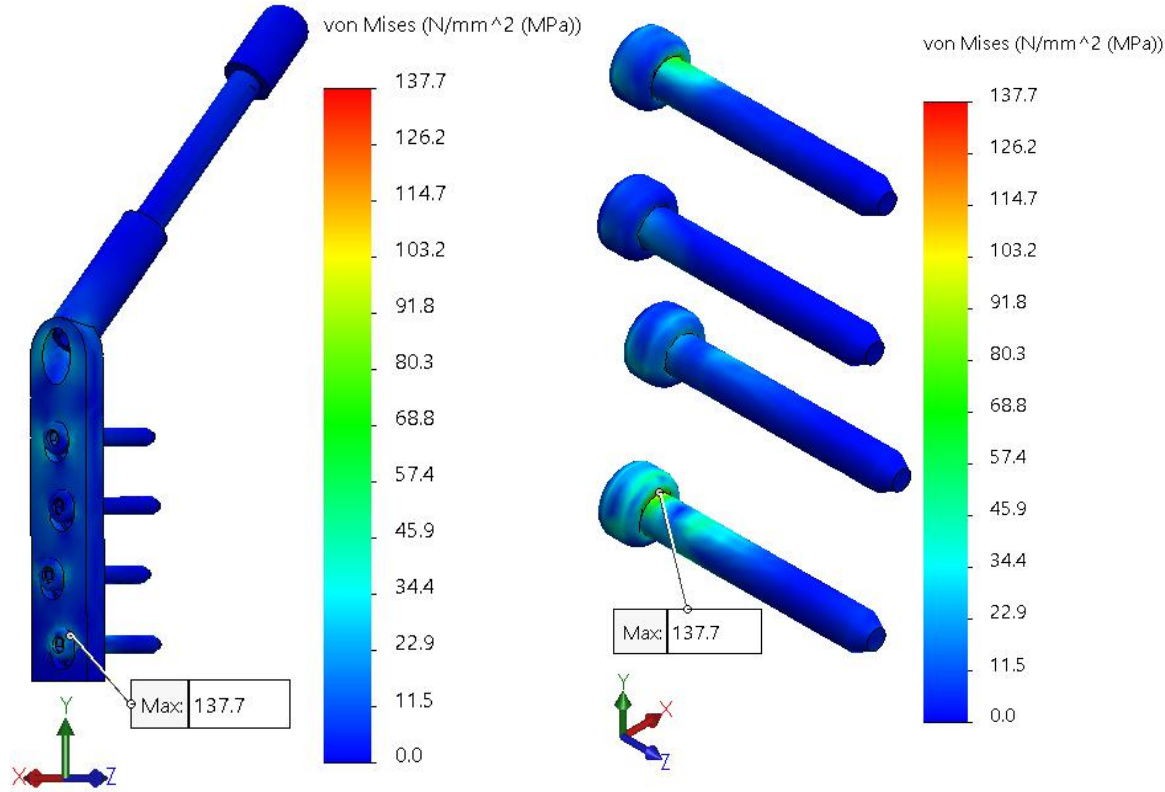 von Mises (N/mm^2 (MPa))
137.7
126.2
114.7
103.2
91.8
80.3
68.8
57.4
45.9
34.4
22.9
11.5
0.0
Max: 137.7
Y
X
Z
von Mises (N/mm^2 (MPa))
137.7
126.2
114.7
103.2
91.8
80.3
68.8
57.4
45.9
34.4
22.9
11.5
0.0
Max: 137.7
Y
X
Z